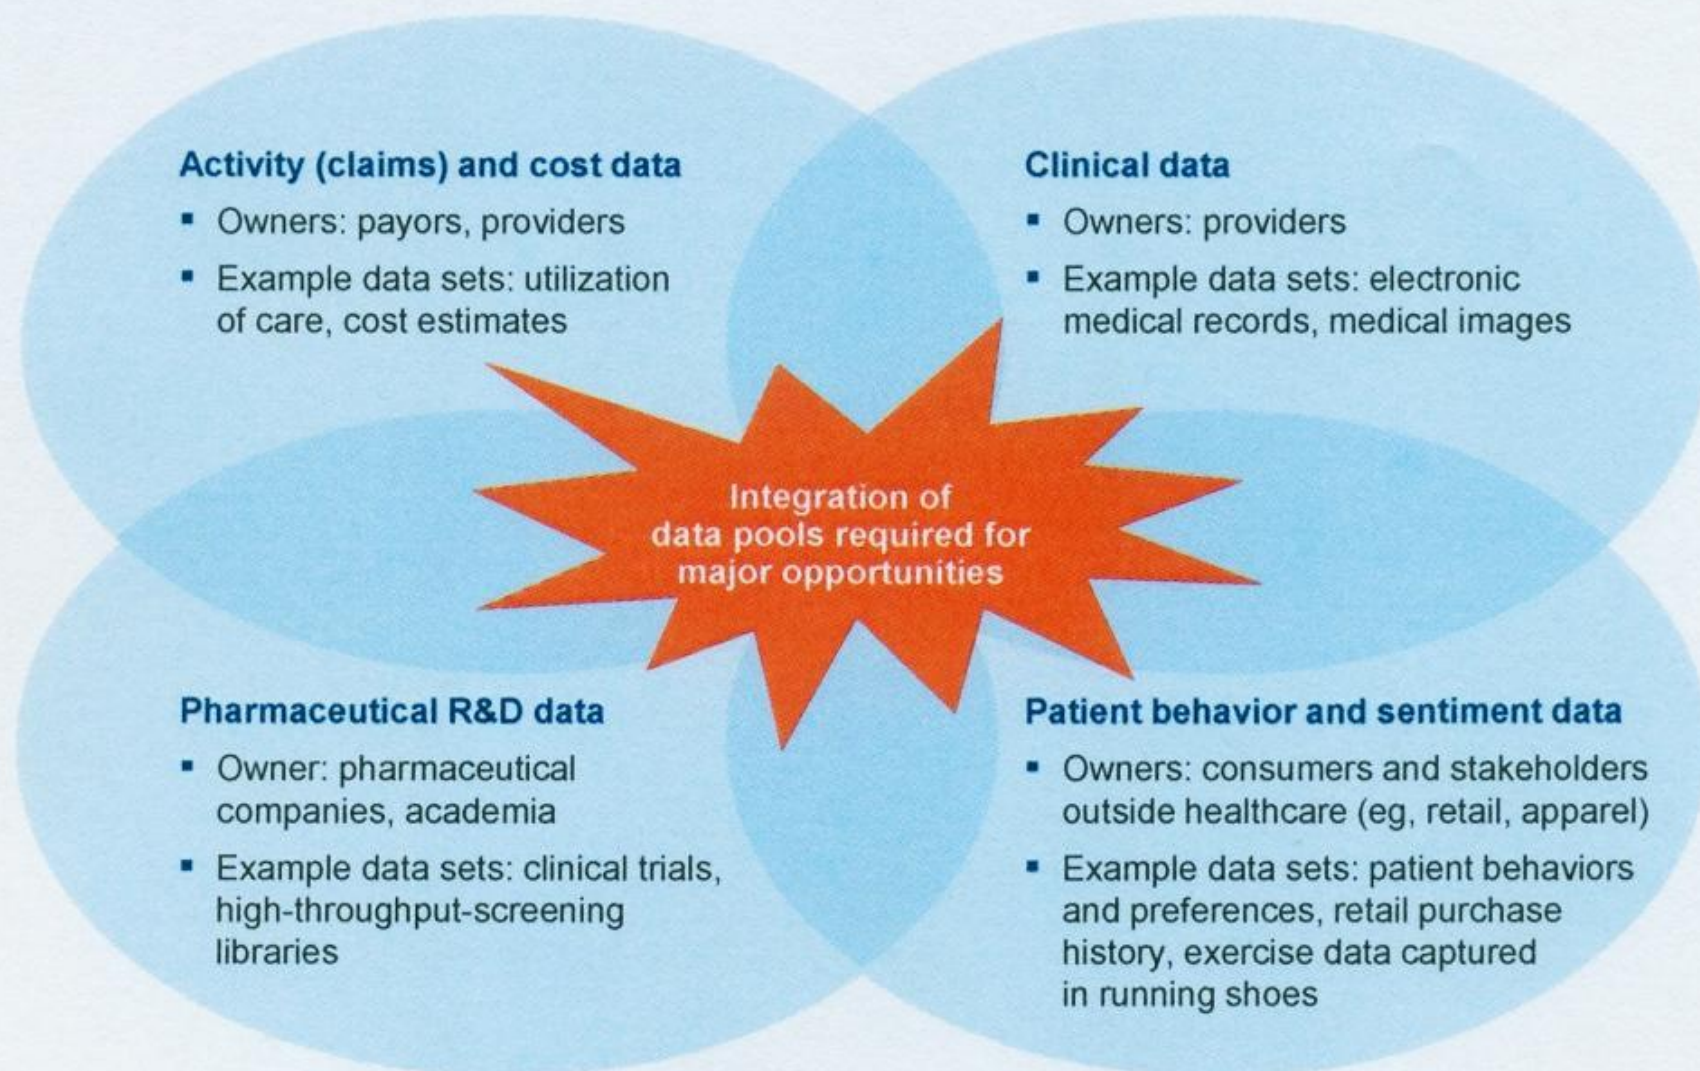 Activity (claims) and cost data
▪ Owners: payors, providers
▪ Example data sets: utilization
of care, cost estimates
Clinical data
▪ Owners: providers
▪ Example data sets: electronic
medical records, medical images
Integration of
data pools required for
major opportunities
Pharmaceutical R&D data
▪ Owner: pharmaceutical
companies, academia
▪ Example data sets: clinical trials,
high-throughput-screening
libraries
Patient behavior and sentiment data
▪ Owners: consumers and stakeholders
outside healthcare (eg, retail, apparel)
▪ Example data sets: patient behaviors
and preferences, retail purchase
history, exercise data captured
in running shoes